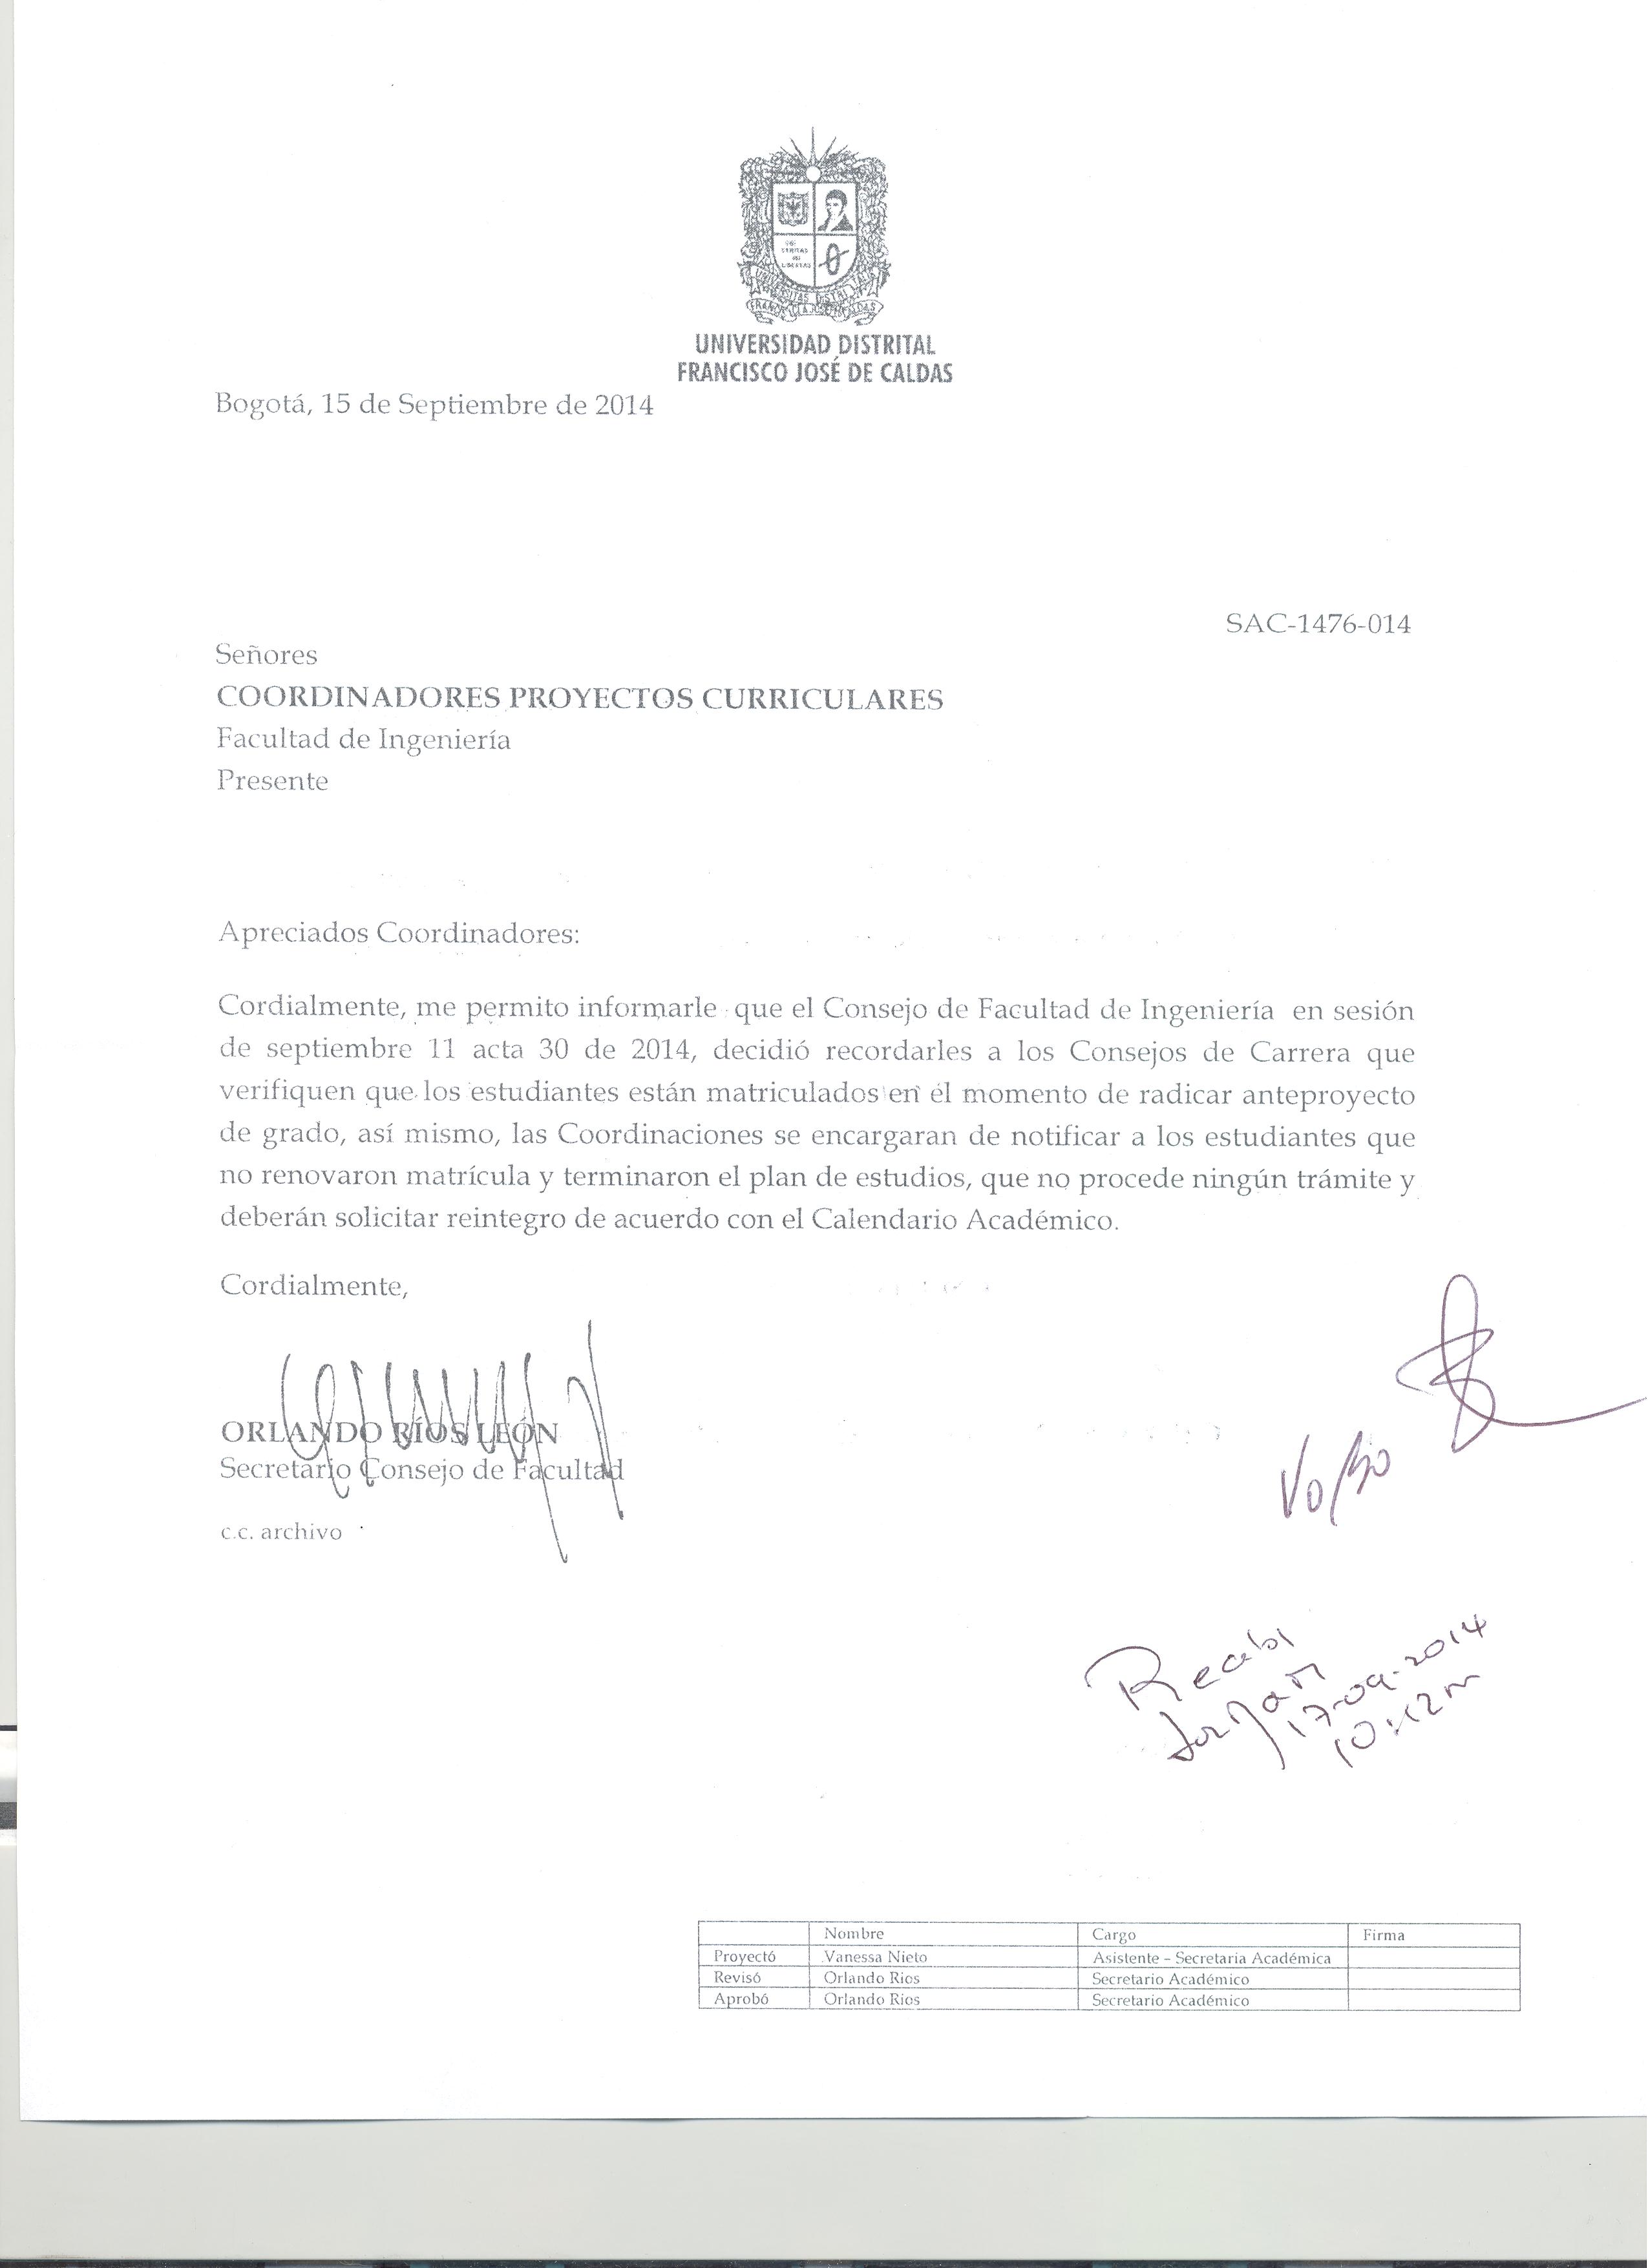 UNIVERSIDAD DISTRITAL
FRANCISCO JOSÉ DE CALDAS
Bogotá, 15 de Septiembre de 2014
SAC-1476-014
Señores
COORDINADORES PROYECTOS CURRICULARES
Facultad de Ingeniería
Presente
Apreciados Coordinadores:
Cordialmente, me permito informarle que el Consejo de Facultad de Ingeniería en sesión
de septiembre 11 acta 30 de 2014, decidió recordarles a los Consejos de Carrera que
verifiquen que los estudiantes están matriculados en el momento de radicar anteproyecto
de grado, así mismo, las Coordinaciones se encargaran de notificar a los estudiantes que
no renovaron matrícula y terminaron el plan de estudios, que no procede ningún trámite y
deberán solicitar reintegro de acuerdo con el Calendario Académico.
Cordialmente,
ORLANDO RÍOS LEÓN
Secretario Consejo de Facultad
c.c. archivo
Vo/Bo
Recibi
17-09-2014
10:12m
Nombre Cargo Firma
Proyectó Vanessa Nieto Asistente – Secretaria Académica
Revisó Orlando Rios Secretario Académico
Aprobó Orlando Rios Secretario Académico